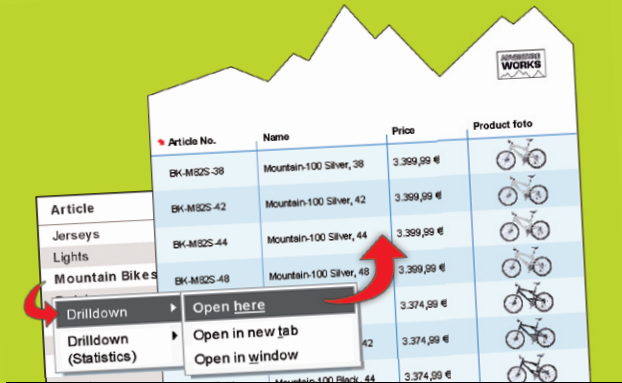 ADVENTURE
WORKS
Article No. Name Price Product foto
BK-M82S-38 Mountain-100 Silver, 38 3.399,99 €
BK-M82S-42 Mountain-100 Silver, 42 3.399,99 €
BK-M82S-44 Mountain-100 Silver, 44 3.399,99 €
BK-M82S-48 Mountain-100 Silver, 48 3.399,99 €
3.374,99 €
42 3.374,99 €
Mountain-100 Black, 44 3.374,99 €
Article
Jerseys
Lights
Mountain Bikes
Drilldown
Drilldown
(Statistics)
Open here
Open in new tab
Open in window